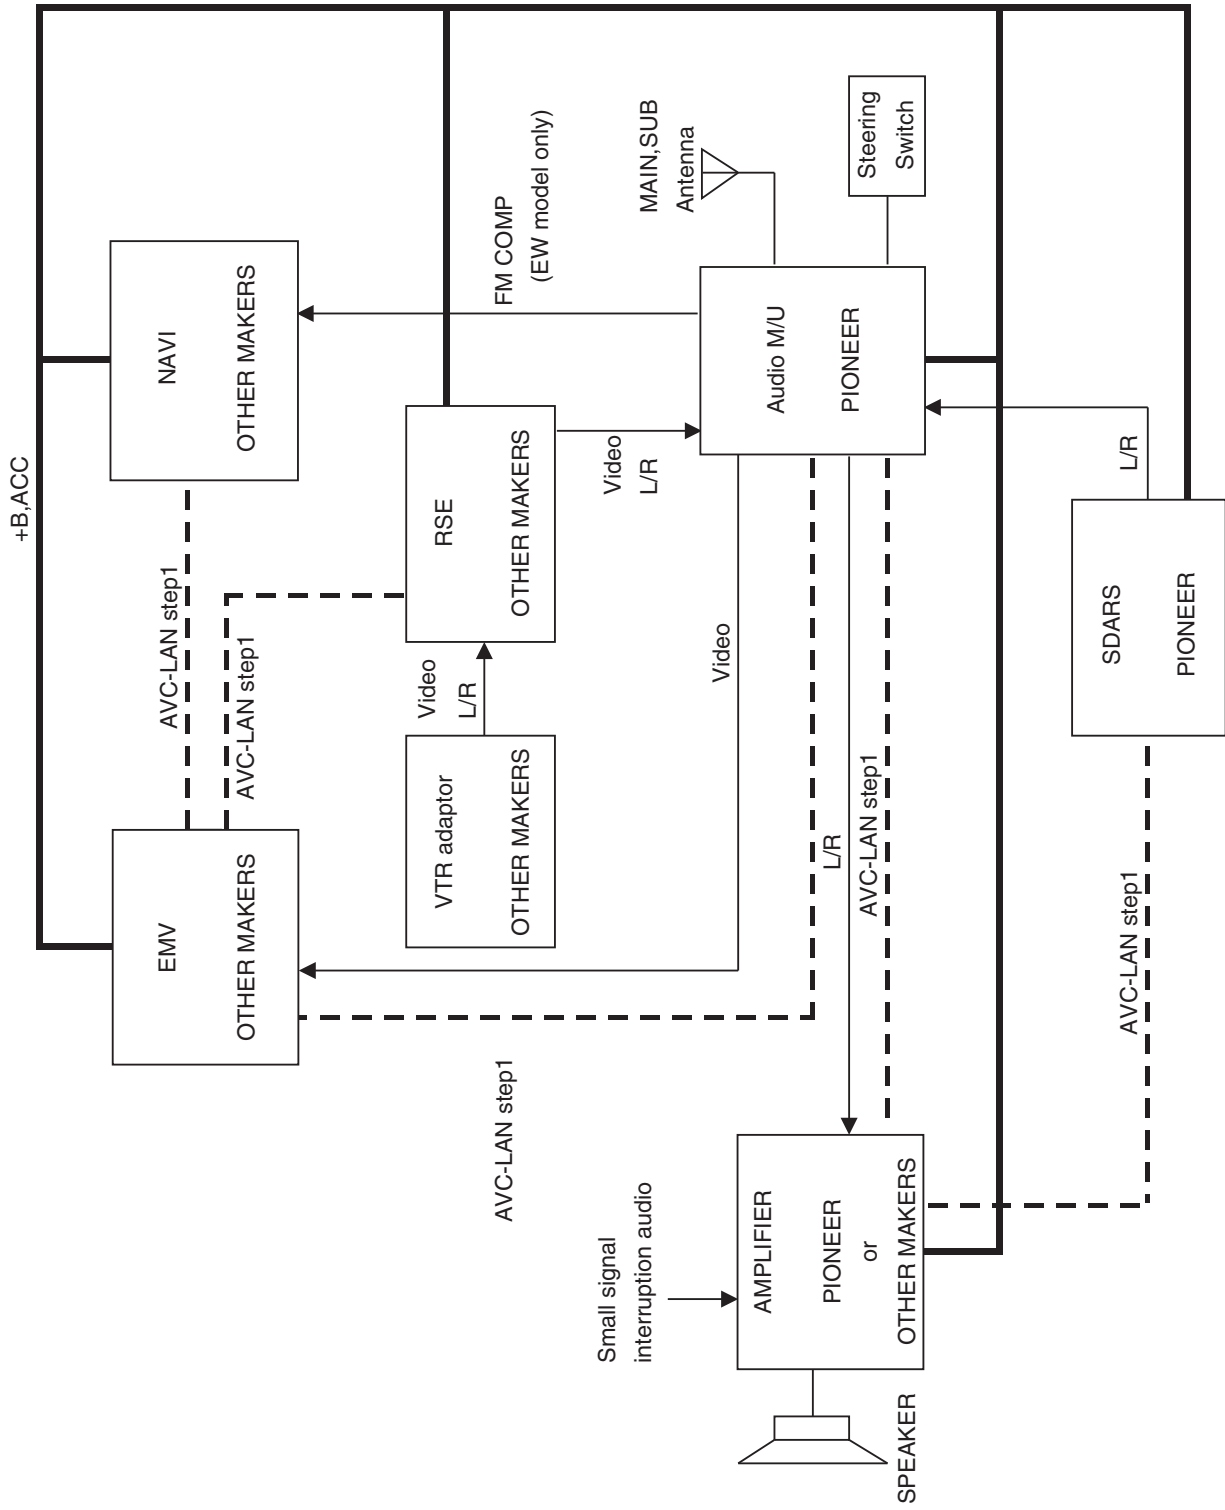 +B,ACC
EMV
OTHER MAKERS
AVC-LAN step1
AVC-LAN step1
NAVI
OTHER MAKERS
VTR adaptor
OTHER MAKERS
Video
L/R
RSE
OTHER MAKERS
FM COMP
(EW model only)
AVC-LAN step1
Video
L/R
MAIN,SUB
Antenna
Small signal
interruption audio
Video
Audio M/U
PIONEER
Steering
Switch
SPEAKER
AMPLIFIER
PIONEER
or
OTHER MAKERS
L/R
AVC-LAN step1
AVC-LAN step1
SDARS
PIONEER
L/R